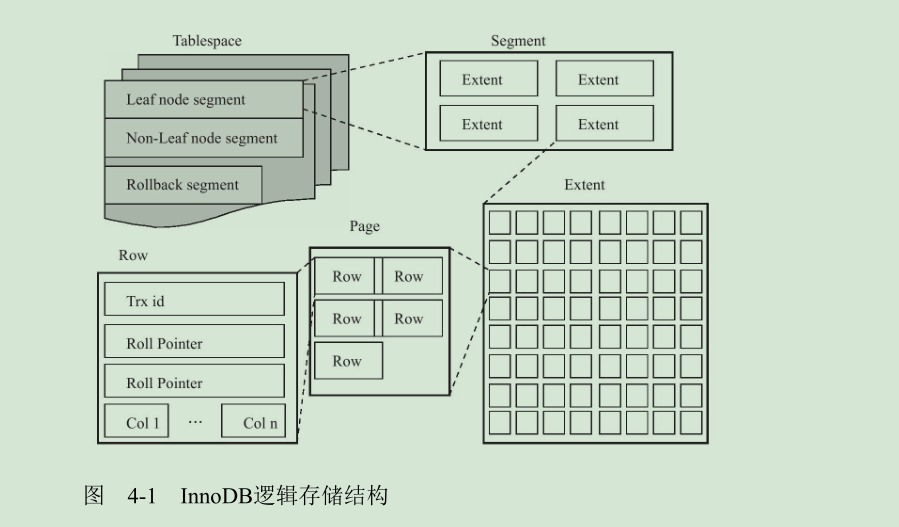 Tablespace
Leaf node segment
Non-Leaf node segment
Rollback segment
Segment
Extent Extent
Extent Extent
Extent
Page
Row Row
Row Row
Row
Row
Trx id
Roll Pointer
Roll Pointer
Col 1 ··· Col n
图 4-1 InnoDB逻辑存储结构